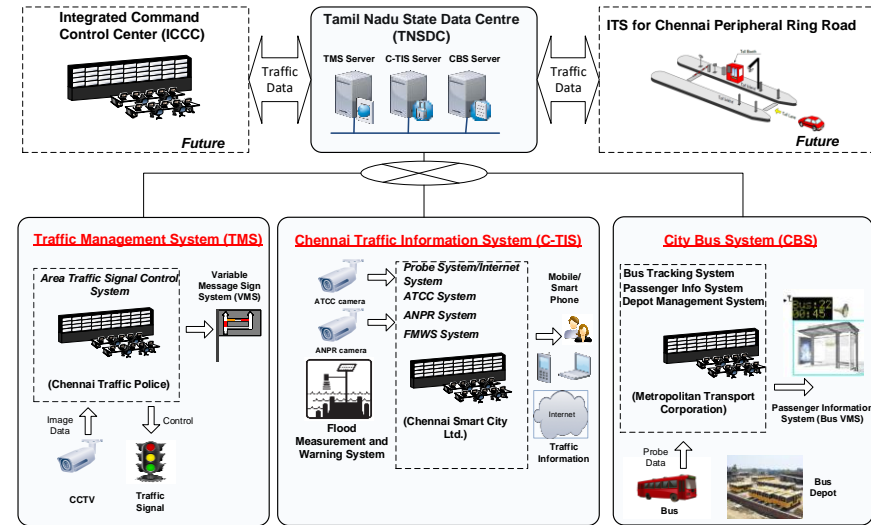 Integrated Command
Control Center (ICCC)
Future
Traffic
Data
Tamil Nadu State Data Centre
(TNSDC)
TMS Server
C-TIS Server
CBS Server
Traffic
Data
ITS for Chennai Peripheral Ring Road
Future
Traffic Management System (TMS)
Area Traffic Signal Control
System
(Chennai Traffic Police)
Variable
Message Sign
System (VMS)
Image
Data
Control
CCTV
Traffic
Signal
Chennai Traffic Information System (C-TIS)
ATCC camera
ANPR camera
Flood
Measurement and
Warning System
Probe System/Internet
System
ATCC System
ANPR System
FMWS System
(Chennai Smart City
Ltd.)
Mobile/
Smart
Phone
Internet
Traffic
Information
City Bus System (CBS)
Bus Tracking System
Passenger Info System
Depot Management System
(Metropolitan Transport
Corporation)
Bus:22
00:45
Passenger Information
System (Bus VMS)
Probe
Data
Bus
Bus
Depot